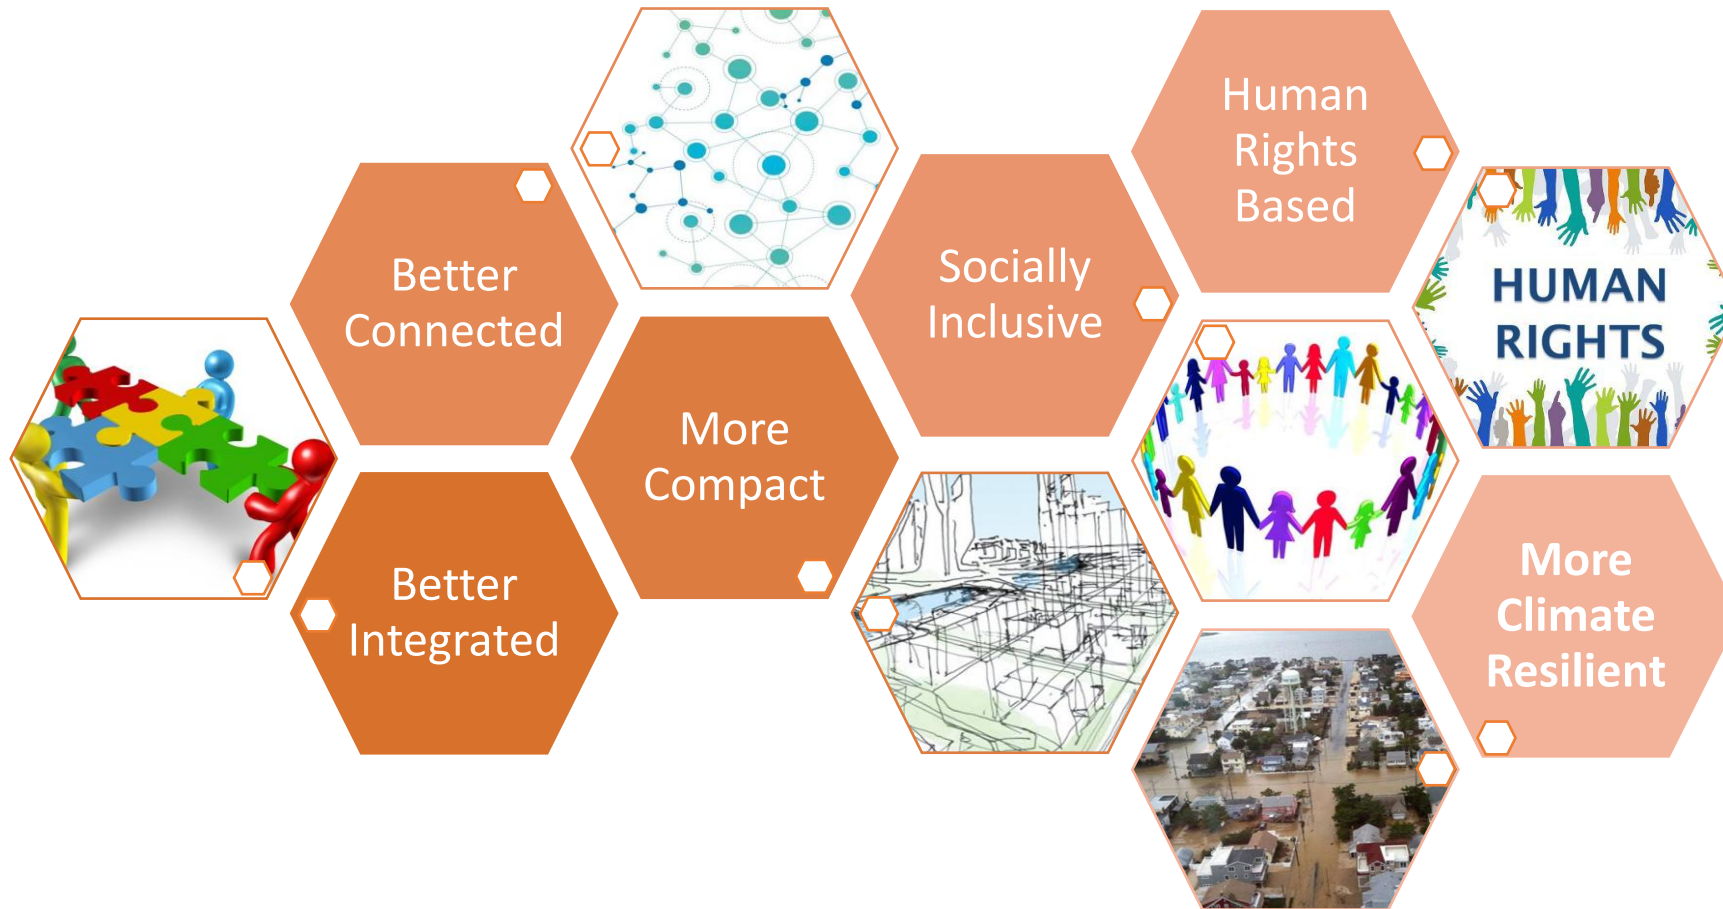 Better
Connected
Better
Integrated
More
Compact
Socially
Inclusive
Human
Rights
Based
HUMAN
RIGHTS
More
Climate
Resilient